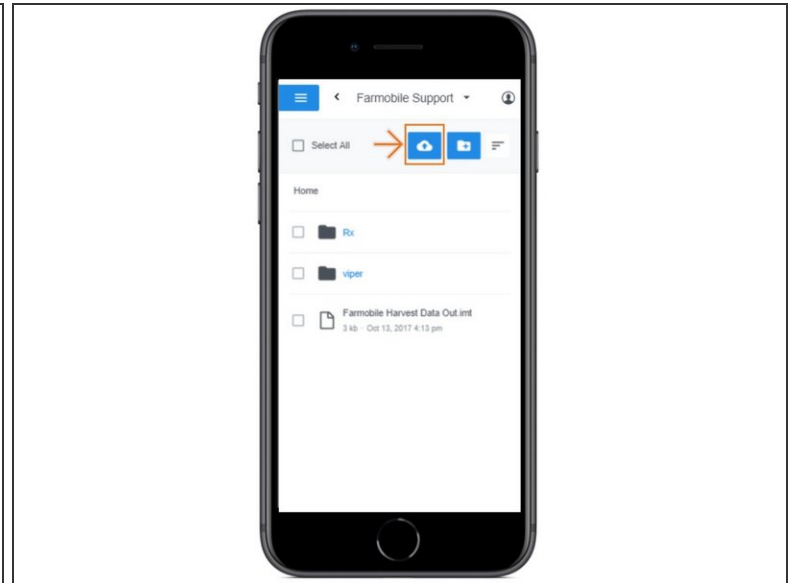 Farmobile Support
Select All
Home
Rx
viper
Farmobile Harvest Data Out.imt
3 kb - Oct 13, 2017 4:13 pm